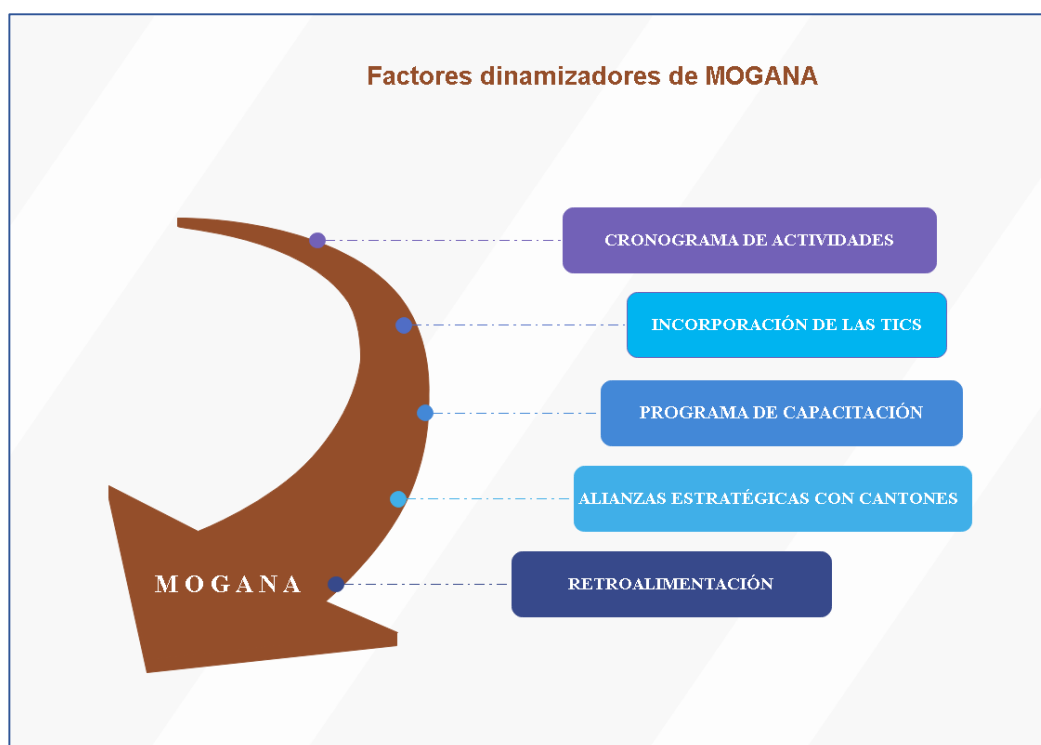 Factores dinamizadores de MOGANA
CRONOGRAMA DE ACTIVIDADES
INCORPORACIÓN DE LAS TICS
PROGRAMA DE CAPACITACIÓN
ALIANZAS ESTRATÉGICAS CON CANTONES
RETROALIMENTACIÓN
M O G A N A